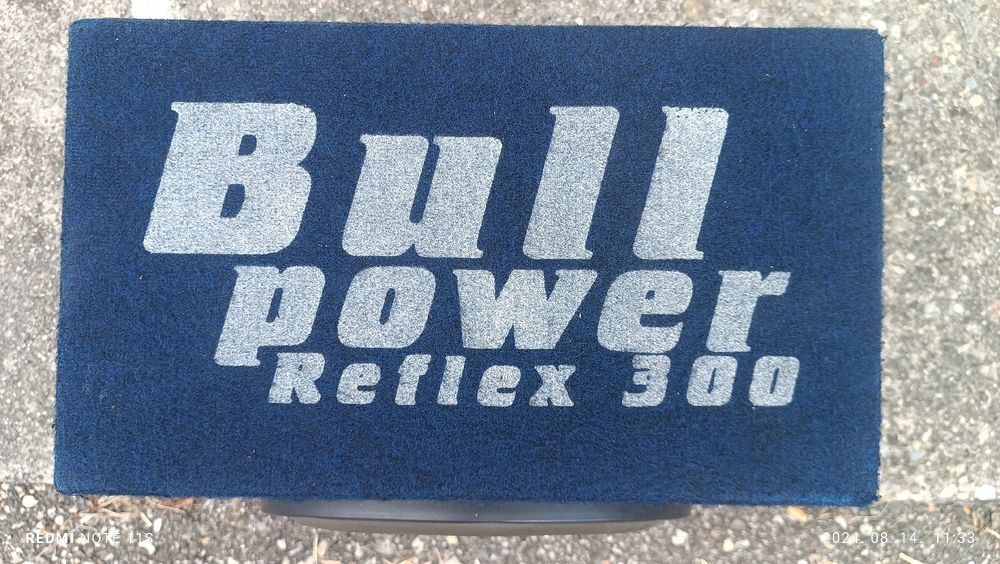 Bull
power
Reflex 300
REDMI NOTE 11S
2024. 08. 14. 11:33